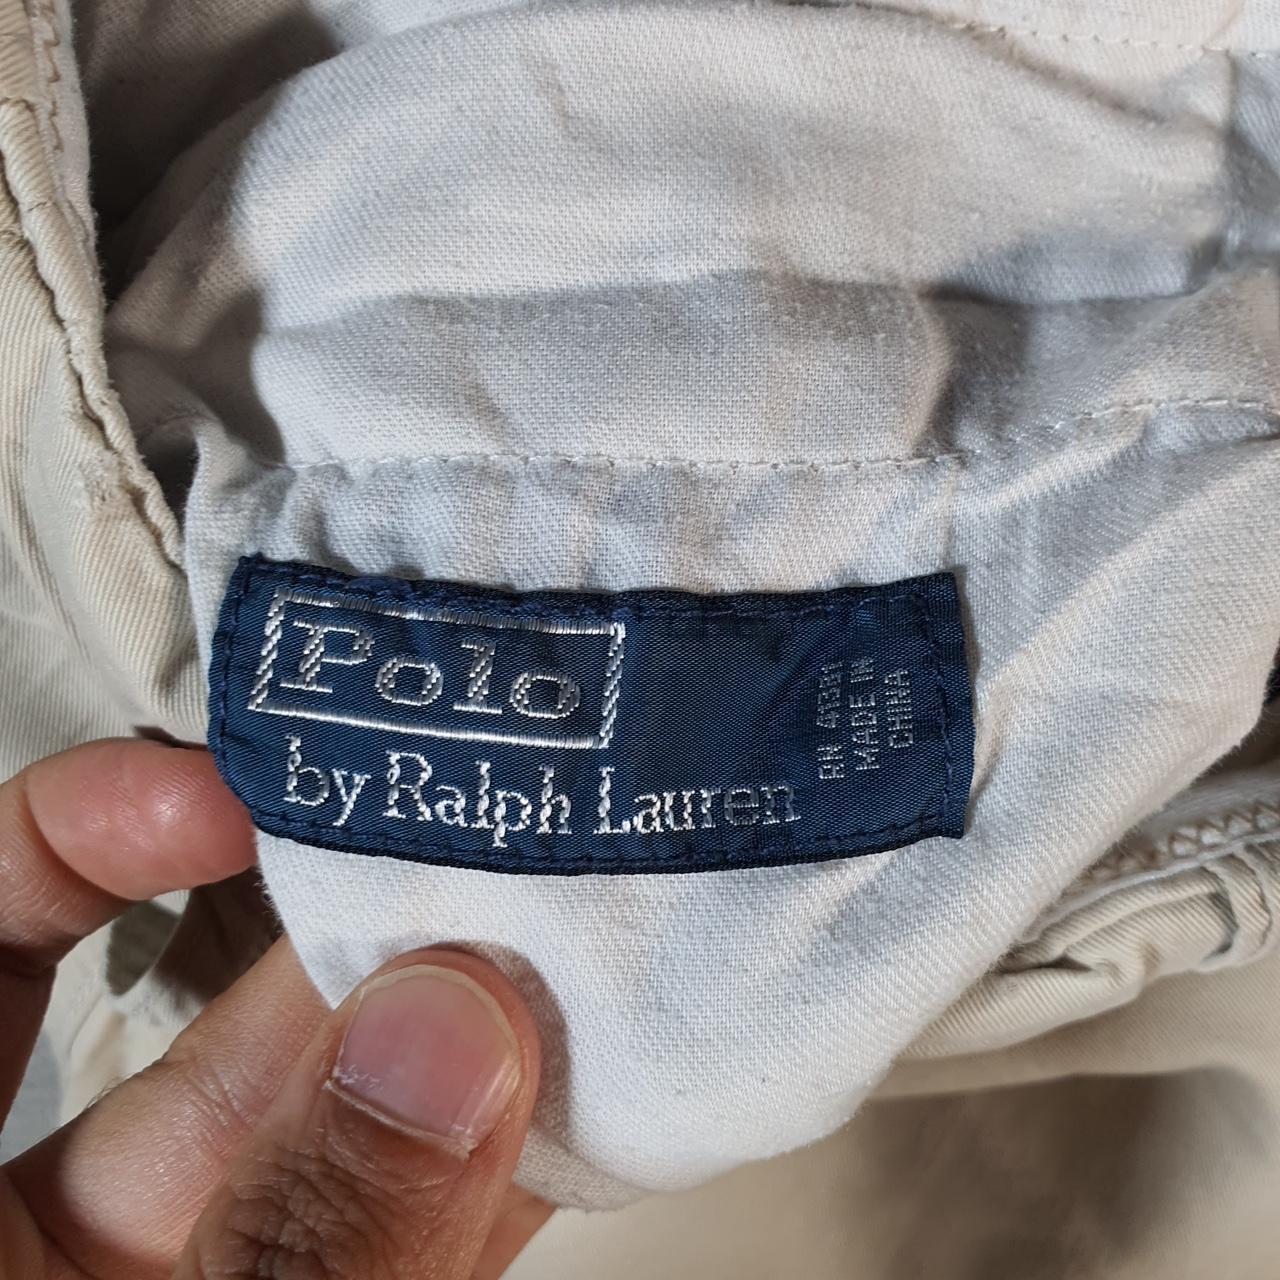 Polo
by Ralph Lauren
RN 41381
MADE IN
CHINA